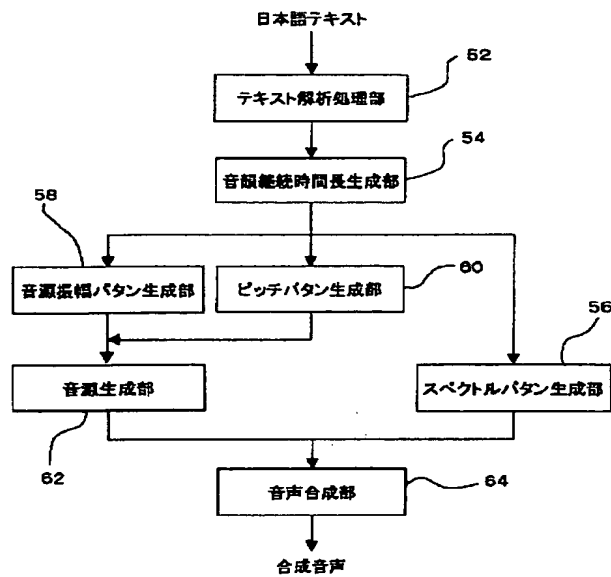 日本語テキスト
52
テキスト解析処理部
54
音韻継続時間長生成部
58
60
音源振幅パタン生成部
ピッチパタン生成部
56
音源生成部
スペクトルパタン生成部
62
64
音声合成部
合成音声